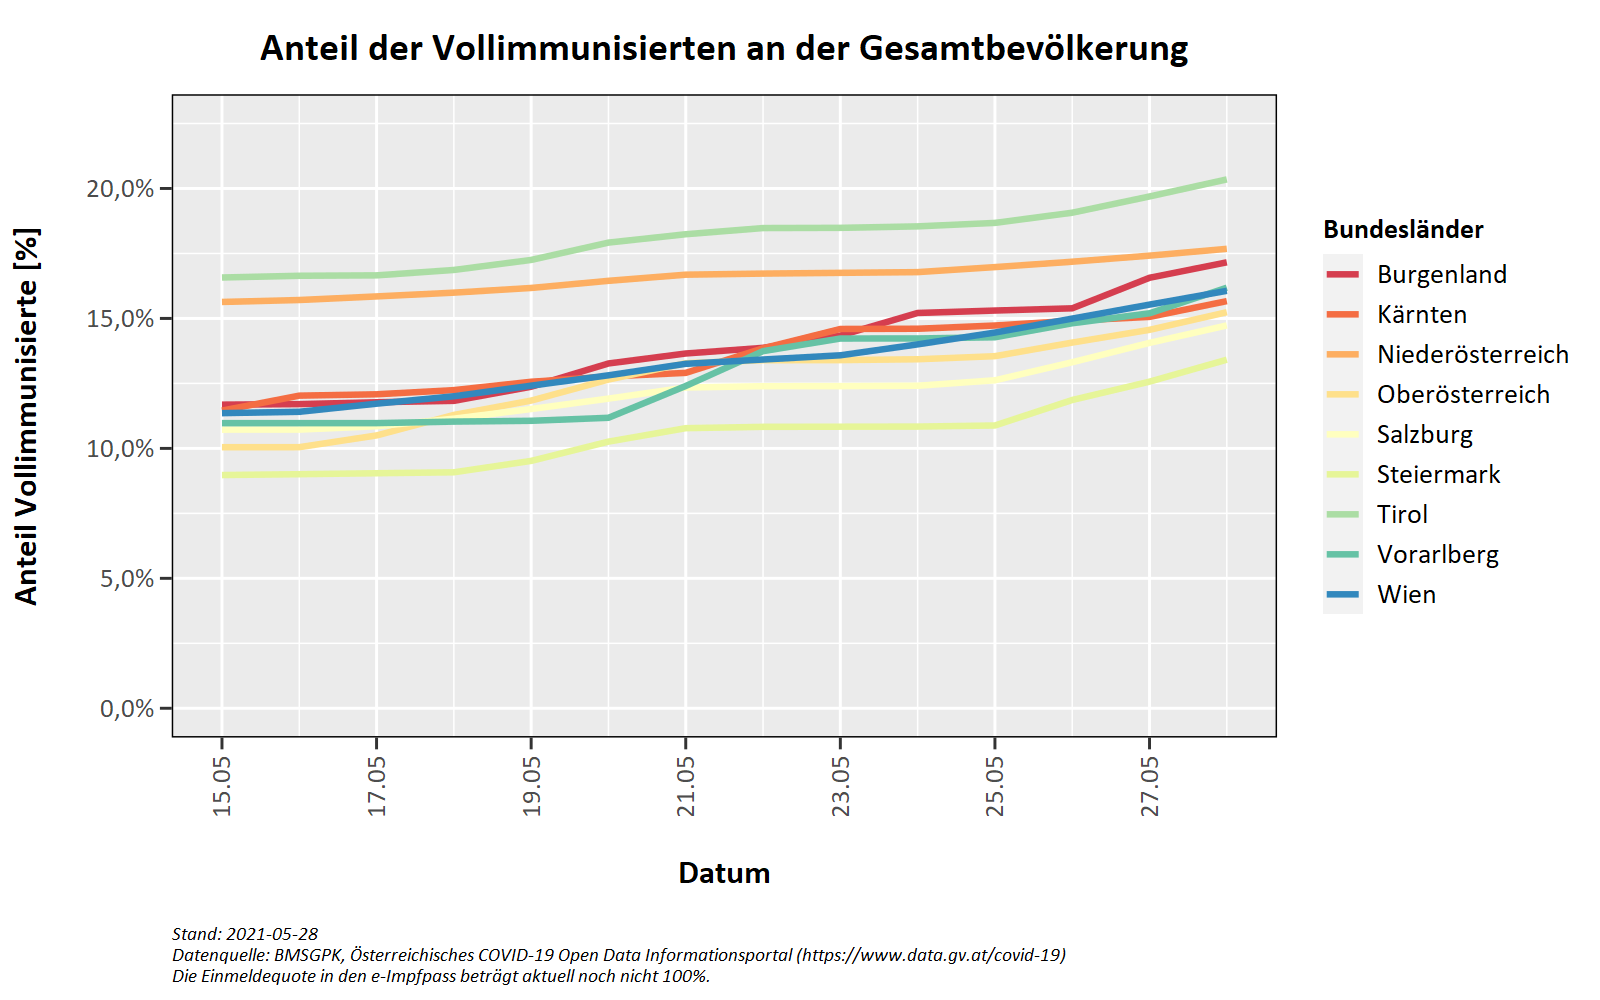 Anteil der Vollimmunisierten an der Gesamtbevölkerung
Anteil Vollimmunisierte [%]
20,0%
15,0%
10,0%
5,0%
0,0%
15.05
17.05
19.05
21.05
23.05
25.05
27.05
Datum
Bundesländer
Burgenland
Kärnten
Niederösterreich
Oberösterreich
Salzburg
Steiermark
Tirol
Vorarlberg
Wien
Stand: 2021-05-28
Datenquelle: BMSGPK, Österreichisches COVID-19 Open Data Informationsportal (https://www.data.gv.at/covid-19)
Die Einmeldequote in den e-Impfpass beträgt aktuell noch nicht 100%.